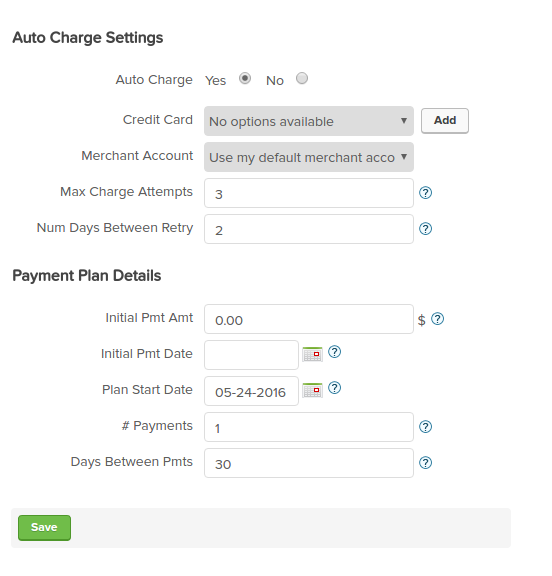 Auto Charge Settings
Auto Charge Yes No
Credit Card No options available Add
Merchant Account Use my default merchant acco
Max Charge Attempts 3 ?
Num Days Between Retry 2 ?
Payment Plan Details
Initial Pmt Amt 0.00 $ ?
Initial Pmt Date ?
Plan Start Date 05-24-2016 ?
# Payments 1 ?
Days Between Pmts 30 ?
Save